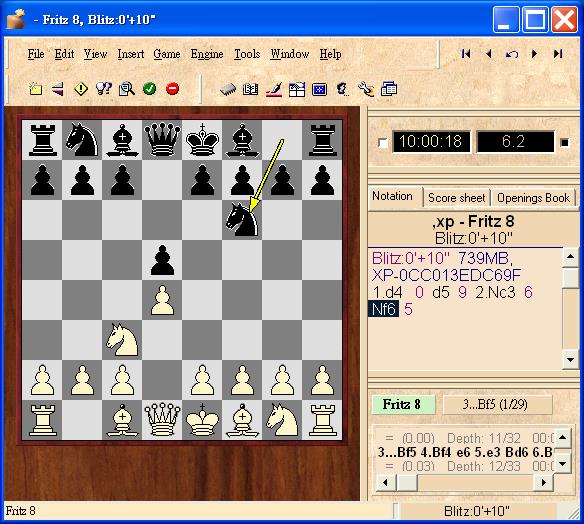 - Fritz 8, Blitz:0'+10"
File Edit View Insert Game Engine Tools Window Help
10:00:18 6.2
Notation Score sheet Openings Book
,xp - Fritz 8
Blitz:0'+10"
Blitz:0'+10" 739MB,
XP-0CC013EDC69F
1.d4 0 d5 9 2.Nc3 6
Nf6 5
Fritz 8 3...Bf5 (1/29)
= (0.00) Depth: 11/32 00:0
3...Bf5 4.Bf4 e6 5.e3 Bd6 6.B
= (0.03) Depth: 12/33 00:0
Fritz 8 Blitz:0'+10"